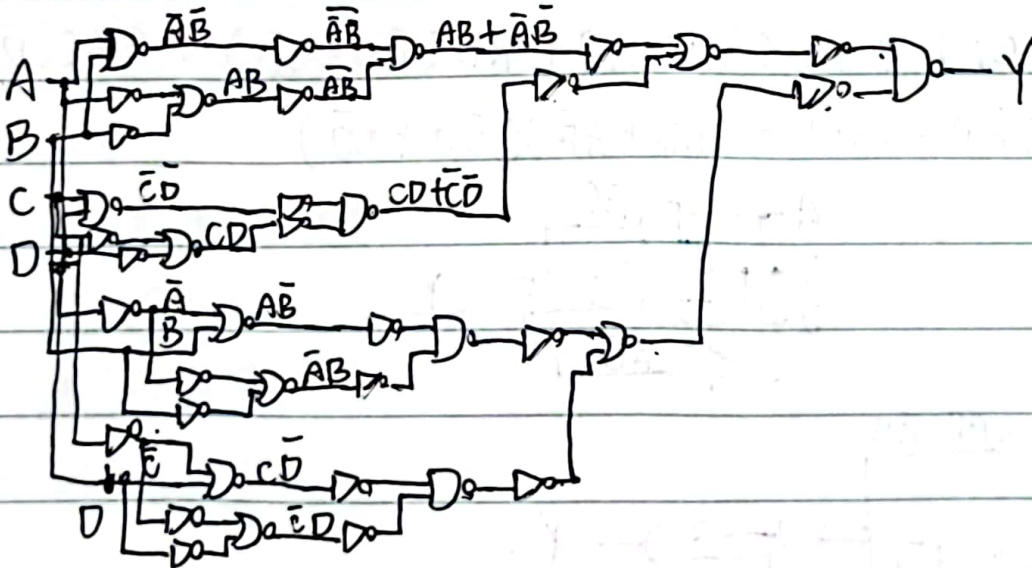 A̅B̅ A̅B̅ AB+A̅B̅
A Y
AB A̅B̅
B
C C̅D̅ CD+C̅D̅
D CD
A̅ AB̅
B
A̅B
C̅ CD̅
D C̅D